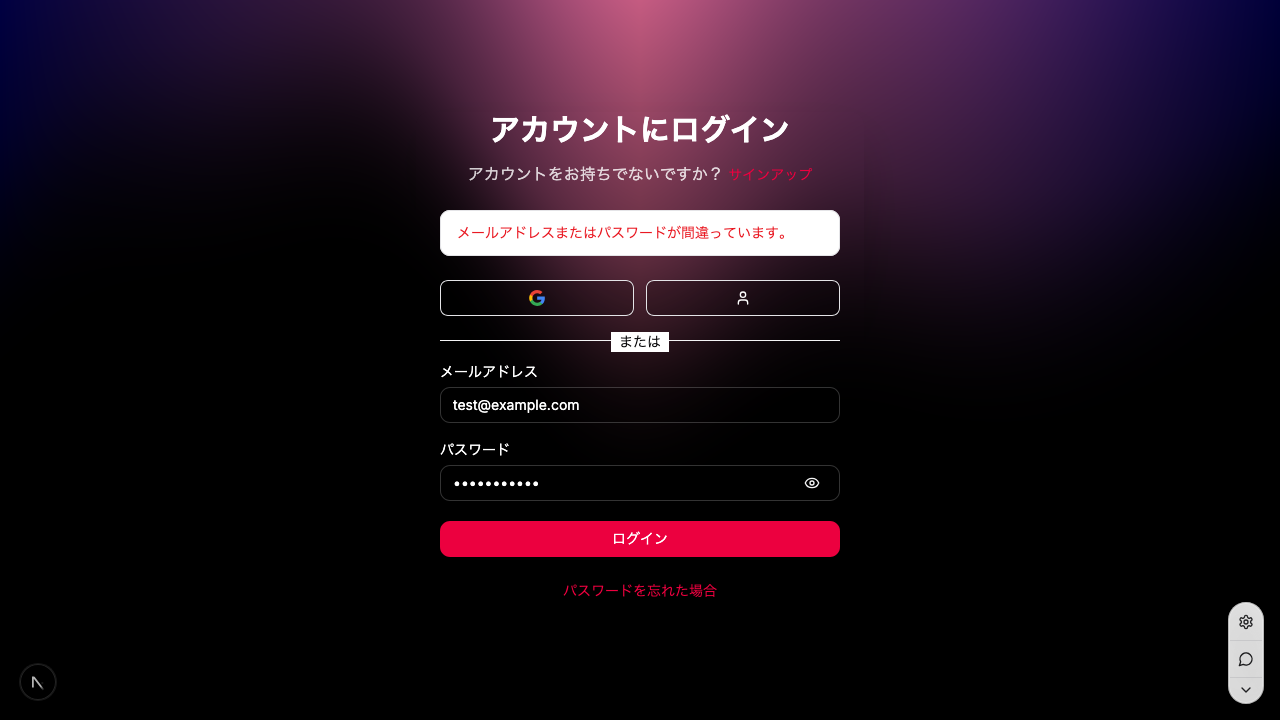 アカウントにログイン
アカウントをお持ちでないですか？ サインアップ
メールアドレスまたはパスワードが間違っています。
または
メールアドレス
test@example.com
パスワード
•••••••••••
ログイン
パスワードを忘れた場合